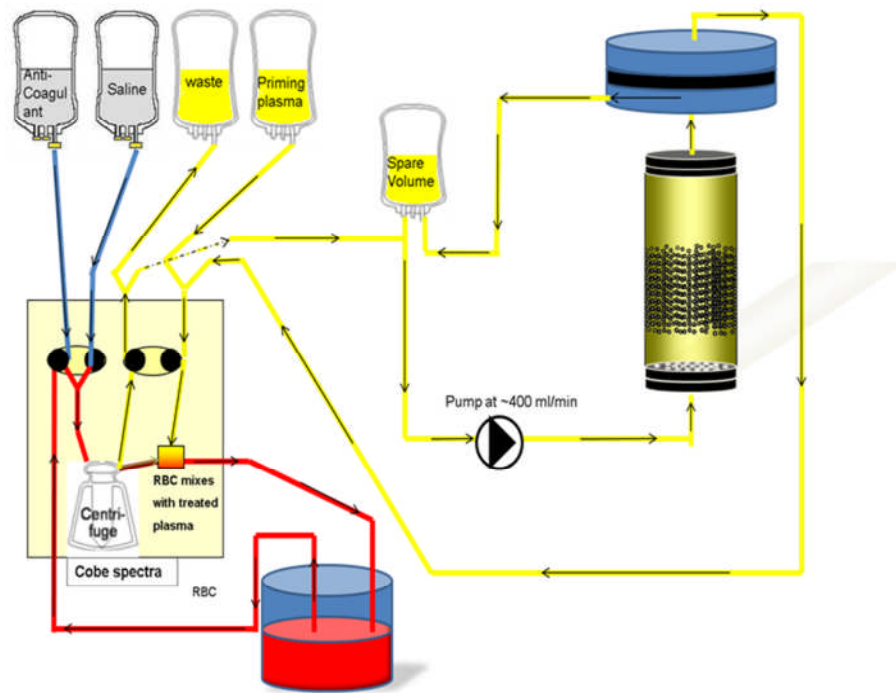 Anti-
Coagul
ant
Saline
waste
Priming
plasma
Spare
Volume
Pump at ~400 ml/min
RBC mixes
with treated
plasma
Centri-
fuge
Cobe spectra
RBC